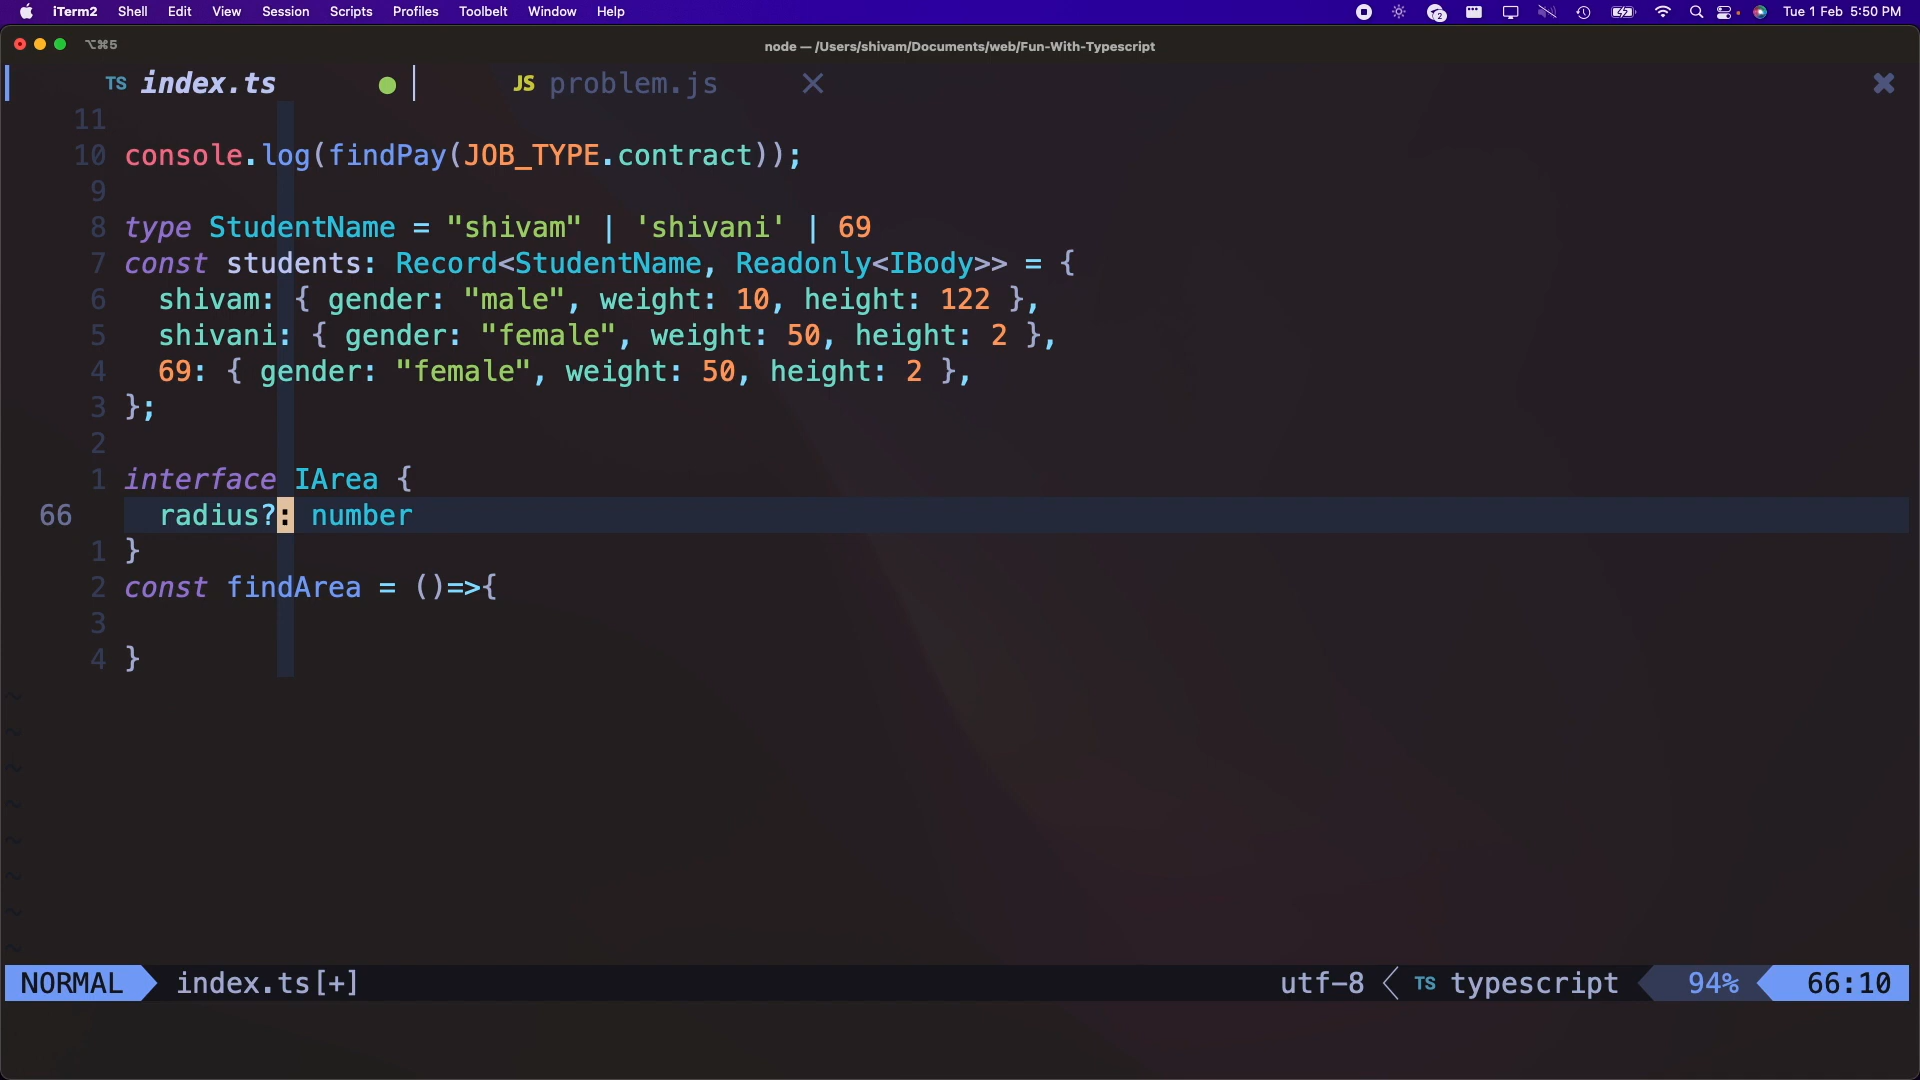 iTerm2 Shell Edit View Session Scripts Profiles Toolbelt Window Help 2 Tue 1 Feb 5:50 PM
⌥⌘5 node — /Users/shivam/Documents/web/Fun-With-Typescript
TS index.ts JS problem.js
11
10 console.log(findPay(JOB_TYPE.contract));
9
8 type StudentName = "shivam" | 'shivani' | 69
7 const students: Record<StudentName, Readonly<IBody>> = {
6 shivam: { gender: "male", weight: 10, height: 122 },
5 shivani: { gender: "female", weight: 50, height: 2 },
4 69: { gender: "female", weight: 50, height: 2 },
3 };
2
1 interface IArea {
66 radius?: number
1 }
2 const findArea = ()=>{
3
4 }
~
~
~
~
~
~
~
~
NORMAL index.ts[+] utf-8 TS typescript 94% 66:10